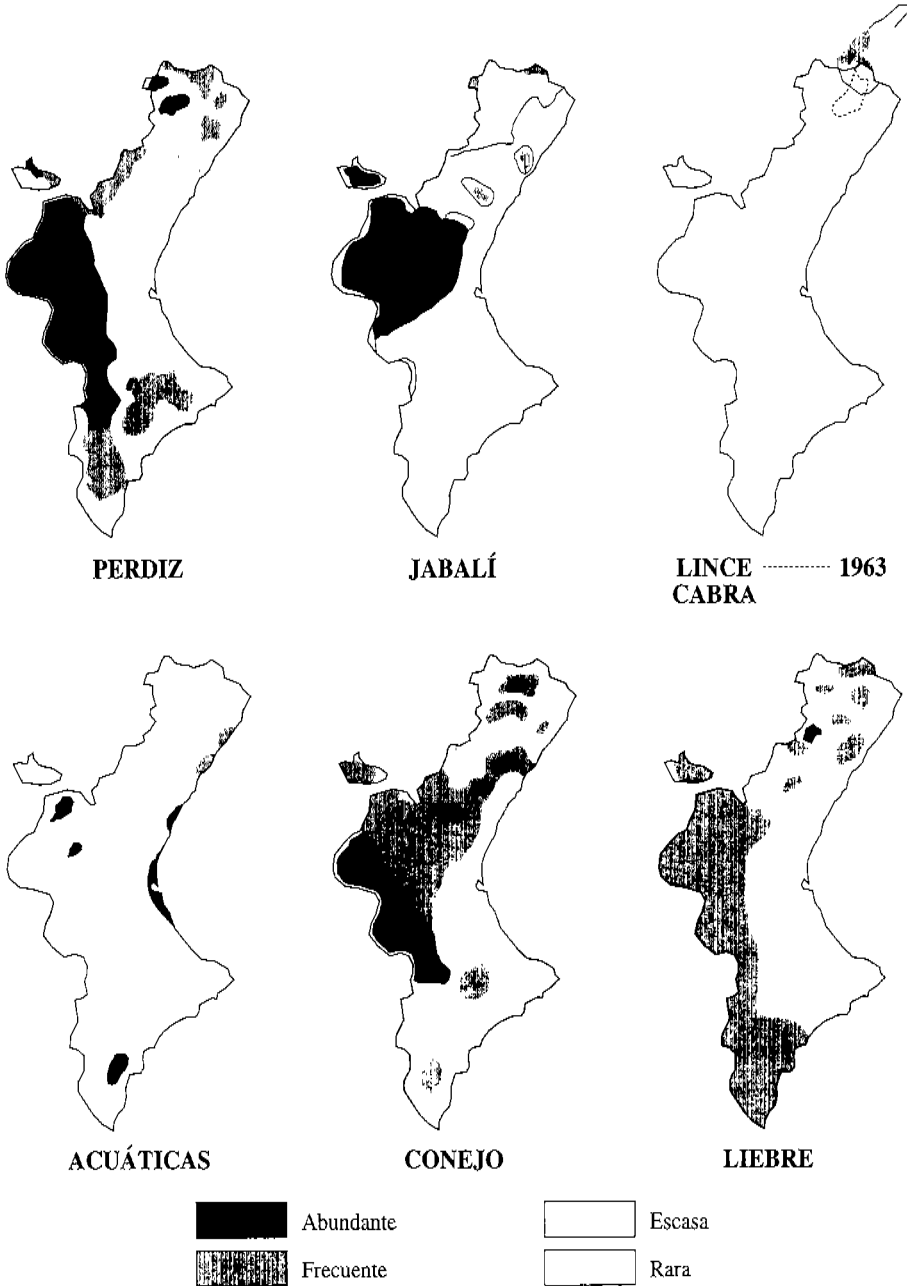 PERDIZ
JABALÍ
LINCE ------------ 1963
CABRA
ACUÁTICAS
CONEJO
LIEBRE
Abundante
Escasa
Frecuente
Rara